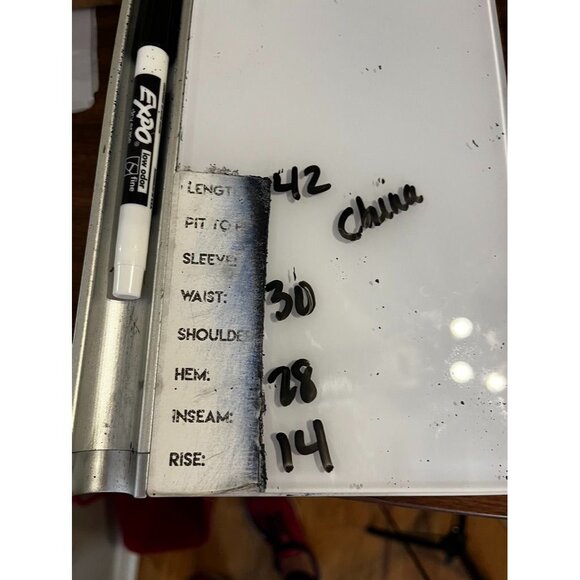 EXPO®
low odor
fine
LENGT 42
China
PIT TO P
SLEEVE:
WAIST: 30
SHOULDE
HEM: 28
INSEAM:
RISE: 14